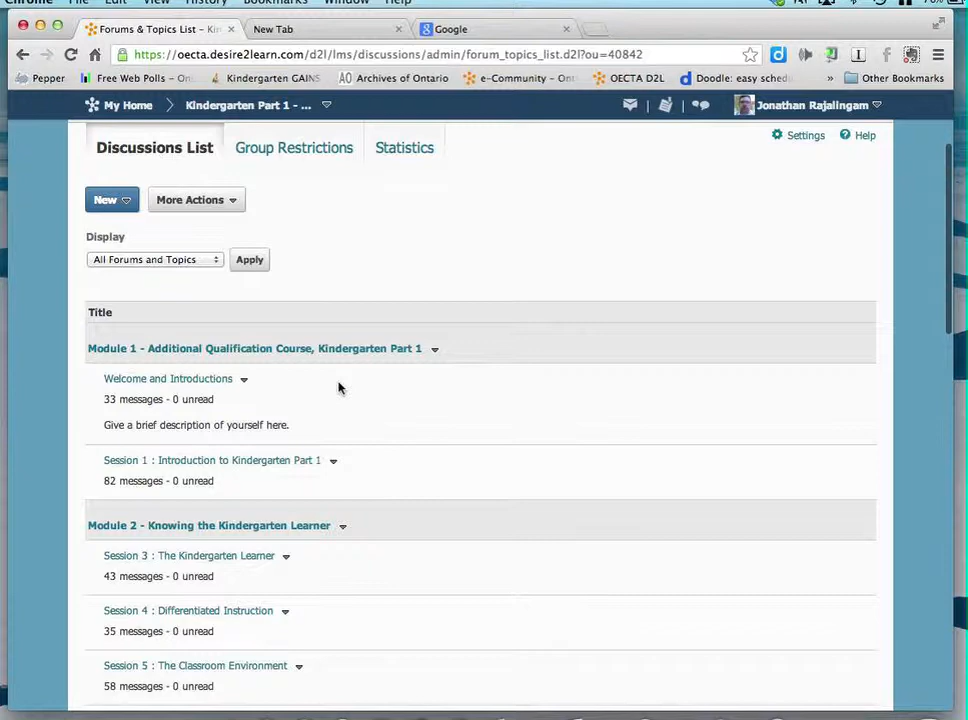 Chrome File Edit View History Bookmarks Window Help
Forums & Topics List - Kin
New Tab
Google
https://oecta.desire2learn.com/d2l/lms/discussions/admin/forum_topics_list.d2l?ou=40842
Pepper Free Web Polls - On Kindergarten GAINS AO Archives of Ontario e-Community - Ont OECTA D2L Doodle: easy sched » Other Bookmarks
My Home Kindergarten Part 1 - ... Jonathan Rajalingam
Discussions List Group Restrictions Statistics Settings Help
New More Actions
Display
All Forums and Topics Apply
Title
Module 1 - Additional Qualification Course, Kindergarten Part 1
Welcome and Introductions
33 messages - 0 unread
Give a brief description of yourself here.
Session 1 : Introduction to Kindergarten Part 1
82 messages - 0 unread
Module 2 - Knowing the Kindergarten Learner
Session 3 : The Kindergarten Learner
43 messages - 0 unread
Session 4 : Differentiated Instruction
35 messages - 0 unread
Session 5 : The Classroom Environment
58 messages - 0 unread